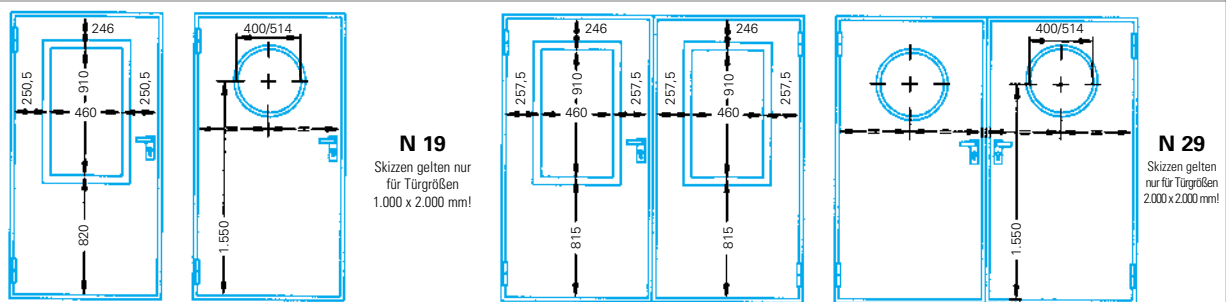 246
910
250,5
250,5
460
820
400/514
1.550
N 19
Skizzen gelten nur
für Türgrößen
1.000 x 2.000 mm!
246
910
257,5
257,5
460
815
246
910
257,5
257,5
460
815
400/514
1.550
N 29
Skizzen gelten
nur für Türgrößen
2.000 x 2.000 mm!